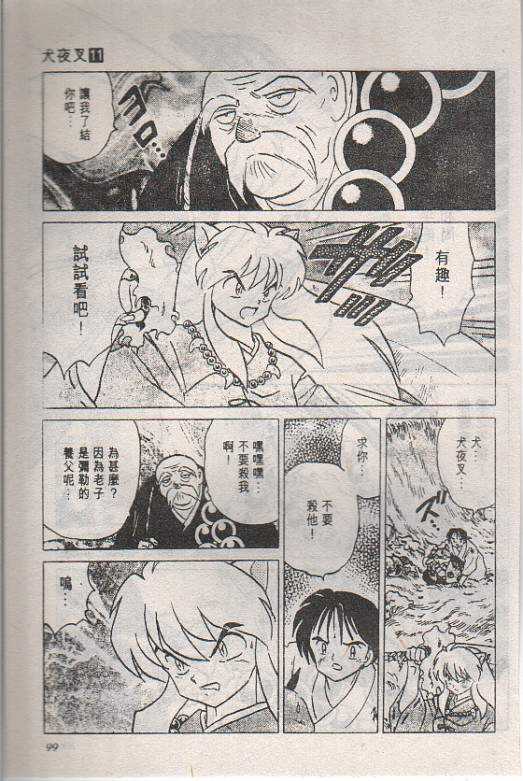 犬夜叉11
讓我了結
你吧…
ヨロ…
有趣！
試試看吧！
犬…
犬夜叉…
求你…
不要
殺他！
嘿嘿嘿…
不要殺我
啊！
為甚麼？
因為老子
是彌勒的
養父呢…
嗚…
99